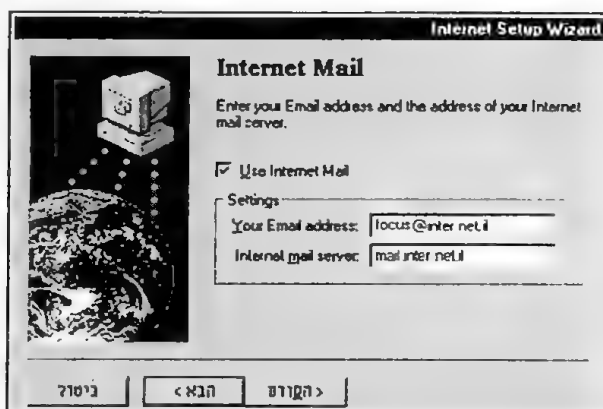 Internet Setup Wizard
Internet Mail
Enter your Email address and the address of your Internet
mail server.
Use Internet Mail
Settings
Your Email address: focus@inter.net.il
Internet mail server: mail.inter.net.il
ביטול
הבא >
< הקודם